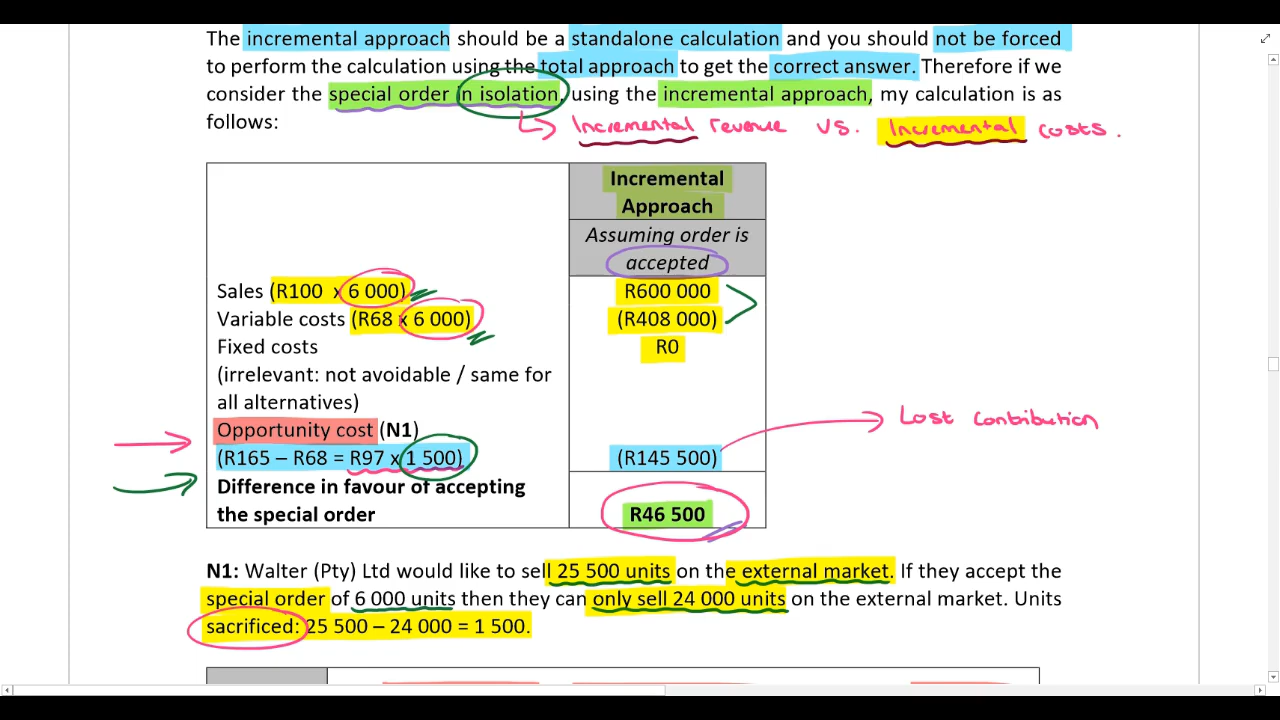 The incremental approach should be a standalone calculation and you should not be forced
to perform the calculation using the total approach to get the correct answer. Therefore if we
consider the special order in isolation, using the incremental approach, my calculation is as
follows:
Incremental revenue vs. Incremental costs.
Incremental
Approach
Assuming order is
accepted
Sales (R100 x 6 000) R600 000
Variable costs (R68 x 6 000) (R408 000)
Fixed costs R0
(irrelevant: not avoidable / same for
all alternatives)
Opportunity cost (N1)
Lost contribution
(R165 – R68 = R97 x 1 500) (R145 500)
Difference in favour of accepting
the special order R46 500
N1: Walter (Pty) Ltd would like to sell 25 500 units on the external market. If they accept the
special order of 6 000 units then they can only sell 24 000 units on the external market. Units
sacrificed: 25 500 – 24 000 = 1 500.